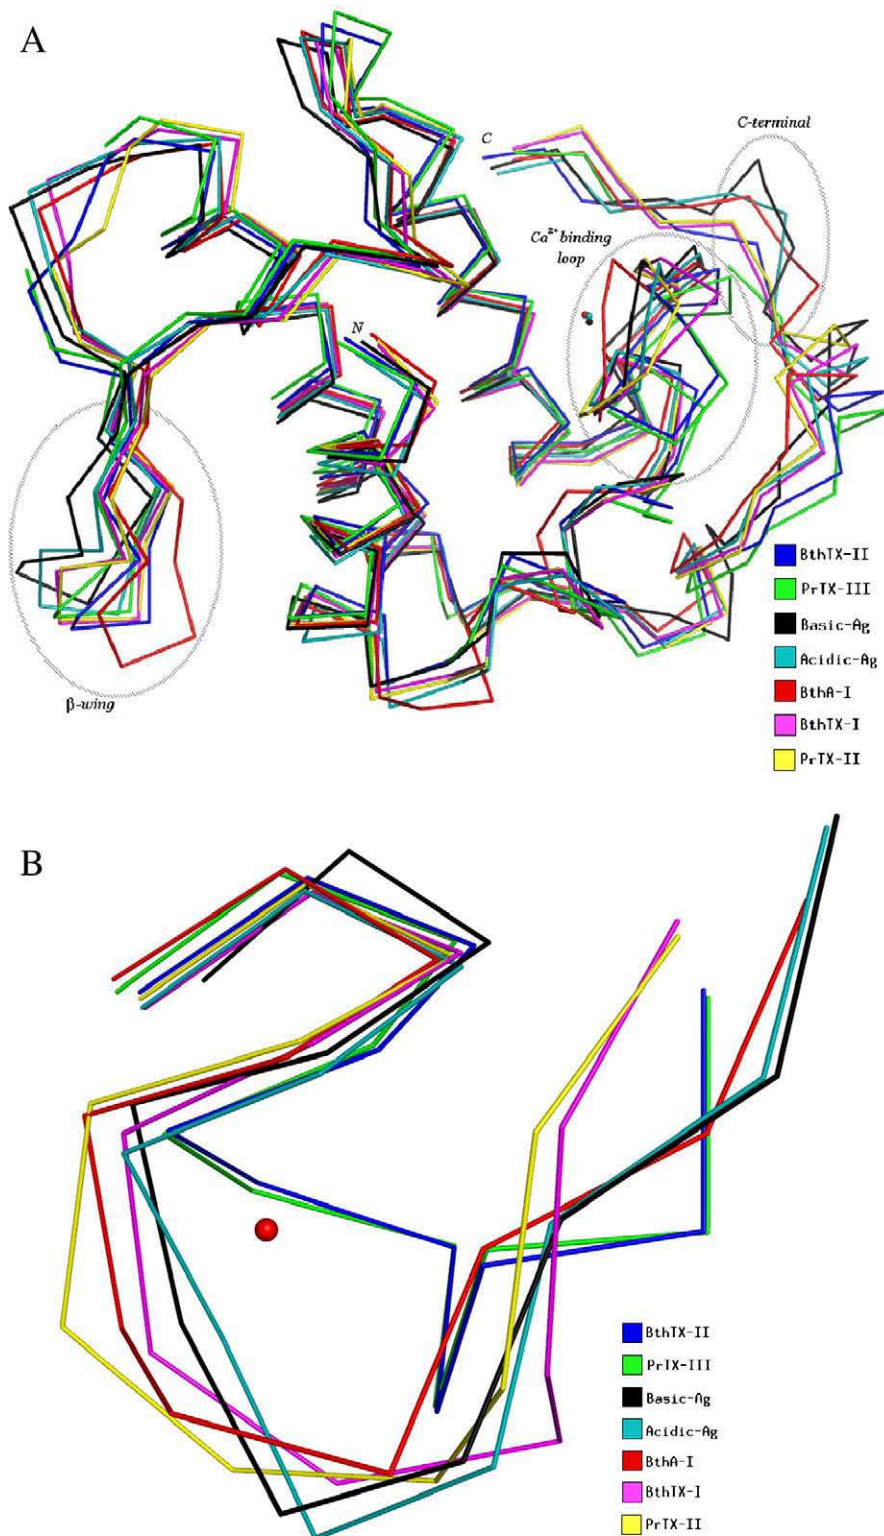 A
C
C-terminal
Ca²⁺ binding
loop
N
β-wing
BthTX-II
PrTX-III
Basic-Ag
Acidic-Ag
BthA-I
BthTX-I
PrTX-II
B
BthTX-II
PrTX-III
Basic-Ag
Acidic-Ag
BthA-I
BthTX-I
PrTX-II